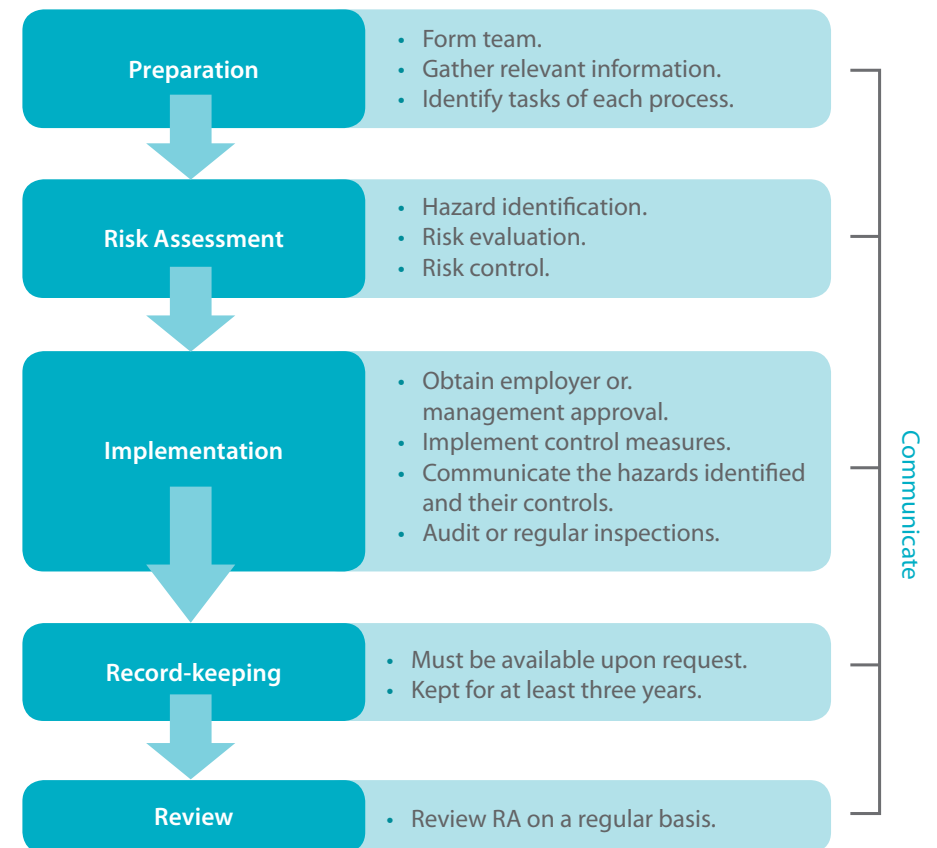 Preparation
• Form team.
• Gather relevant information.
• Identify tasks of each process.
Risk Assessment
• Hazard identification.
• Risk evaluation.
• Risk control.
Implementation
• Obtain employer or.
management approval.
• Implement control measures.
• Communicate the hazards identified
and their controls.
• Audit or regular inspections.
Record-keeping
• Must be available upon request.
• Kept for at least three years.
Review
• Review RA on a regular basis.
Communicate